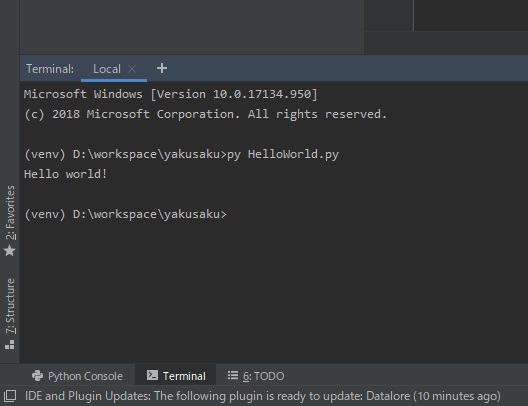 Terminal: Local × +
Microsoft Windows [Version 10.0.17134.950]
(c) 2018 Microsoft Corporation. All rights reserved.
(venv) D:\workspace\yakusaku>py HelloWorld.py
Hello world!
(venv) D:\workspace\yakusaku>
2: Favorites
7: Structure
Python Console Terminal 6: TODO
IDE and Plugin Updates: The following plugin is ready to update: Datalore (10 minutes ago)